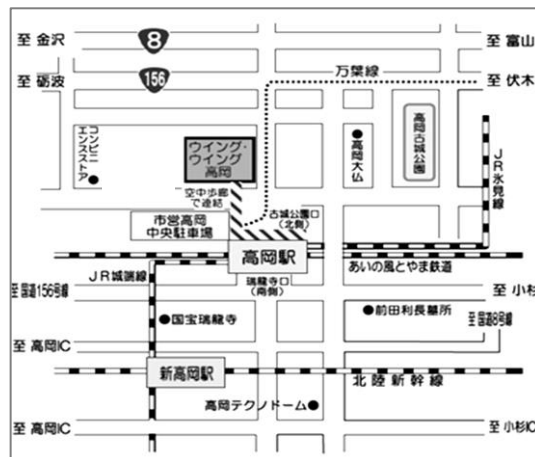 至 金沢
8
至 富山
至 砺波
156
万葉線
至 伏木
コンビニ
エンスストア
ウイング・
ウイング
高岡
高岡大仏
高岡古城公園
JR氷見線
空中歩廊
で連結
古城公園口
(北側)
市営高岡
中央駐車場
高岡駅
あいの風とやま鉄道
JR城端線
瑞龍寺口
(南側)
至 国道156号線
至 小杉
国宝瑞龍寺
前田利長墓所
至 国道8号線
至 高岡IC
新高岡駅
北陸新幹線
高岡テクノドーム
至 高岡IC
至 小杉IC